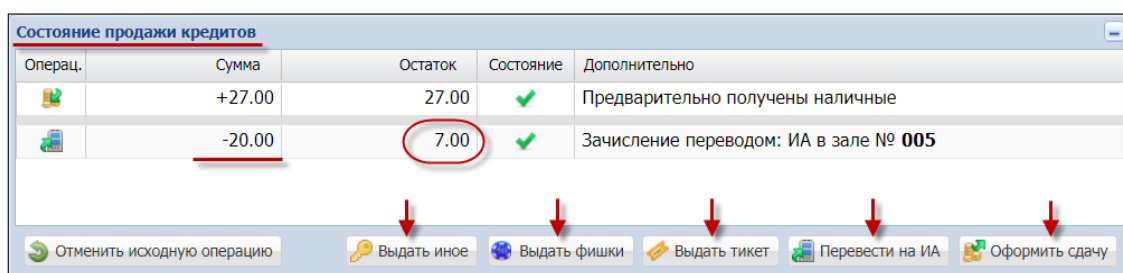 Состояние продажи кредитов
Операц. Сумма Остаток Состояние Дополнительно
+27.00 27.00 Предварительно получены наличные
-20.00 7.00 Зачисление переводом: ИА в зале № 005
Отменить исходную операцию Выдать иное Выдать фишки Выдать тикет Перевести на ИА Оформить сдачу